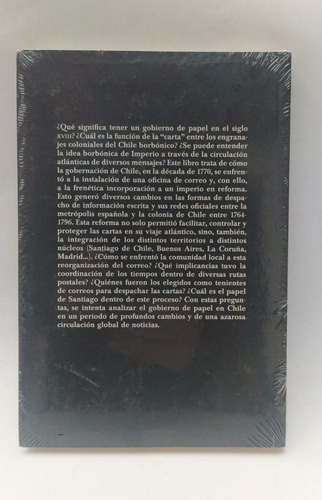 ¿Qué significa tener un gobierno de papel en el siglo
XVIII? ¿Cuál es la función de la "carta" entre los engrana-
jes coloniales del Chile borbónico? ¿Se puede entender
la idea borbónica de Imperio a través de la circulación
atlánticas de diversos mensajes? Este libro trata de cómo
la gobernación de Chile, en la década de 1770, se enfren-
tó a la instalación de una oficina de correo y, con ello, a
a la frenética incorporación a un imperio en reforma.
Esto generó diversos cambios en las formas de despa-
cho de información escrita y sus redes oficiales entre la
metrópolis española y la colonia de Chile entre 1764-
1796. Esta reforma no solo permitió facilitar, controlar y
proteger las cartas en su viaje atlántico, sino, también,
la integración de los distintos territorios a distintos
núcleos (Santiago de Chile, Buenos Aires, La Coruña,
Madrid...). ¿Cómo se enfrentó la comunidad local a esta
reorganización del correo? ¿Qué implicancias tuvo la
coordinación de los tiempos dentro de diversas rutas
postales? ¿Quiénes fueron los elegidos como tenientes
de correos para despachar las cartas? ¿Cuál es el papel
de Santiago dentro de este proceso? Con estas pregun-
tas, se intenta analizar el gobierno de papel en Chile
en un periodo de profundos cambios y de una azarosa
circulación global de noticias.